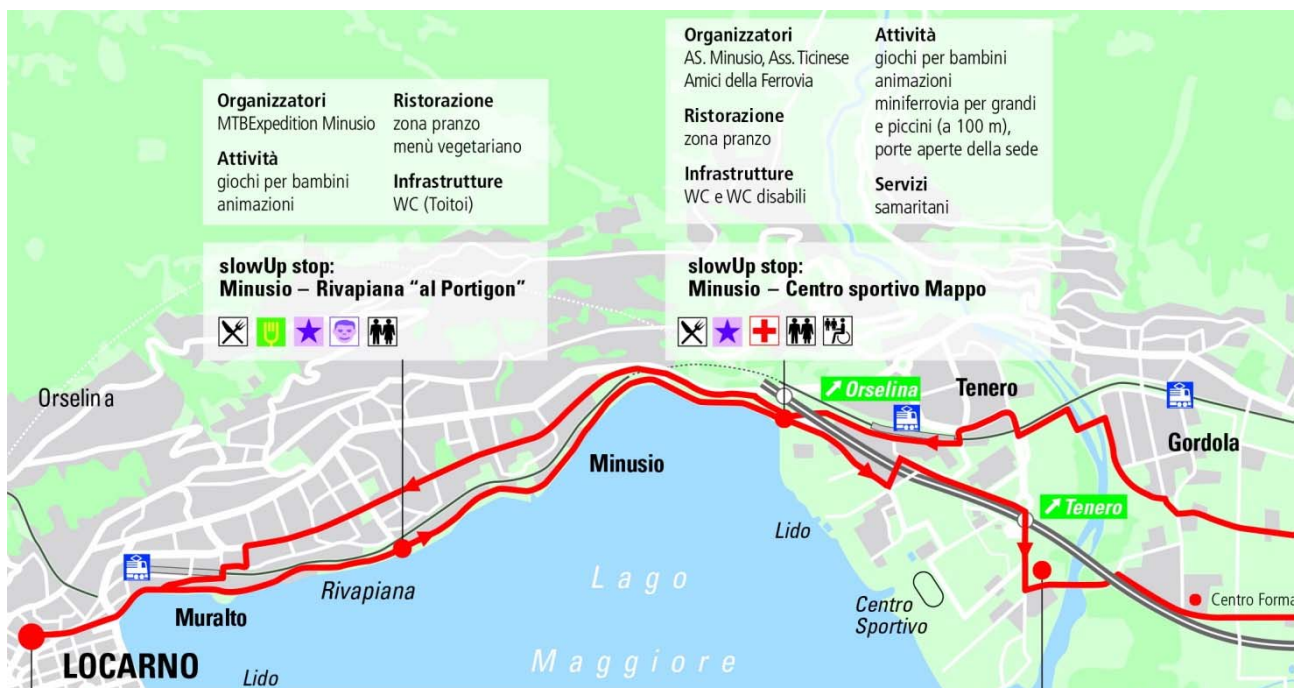 Organizzatori
MTBExpedition Minusio
Attività
giochi per bambini
animazioni
Ristorazione
zona pranzo
menù vegetariano
Infrastrutture
WC (Toitoi)
slowUp stop:
Minusio – Rivapiana “al Portigon”
Organizzatori
AS. Minusio, Ass. Ticinese
Amici della Ferrovia
Ristorazione
zona pranzo
Infrastrutture
WC e WC disabili
Attività
giochi per bambini
animazioni
miniferrovia per grandi
e piccini (a 100 m),
porte aperte della sede
Servizi
samaritani
slowUp stop:
Minusio – Centro sportivo Mappo
Orselina
Orselina
Tenero
Gordola
Minusio
Tenero
Lido
Rivapiana
Lago
Centro
Sportivo
Centro Forma
Muralto
LOCARNO
Lido
Maggiore